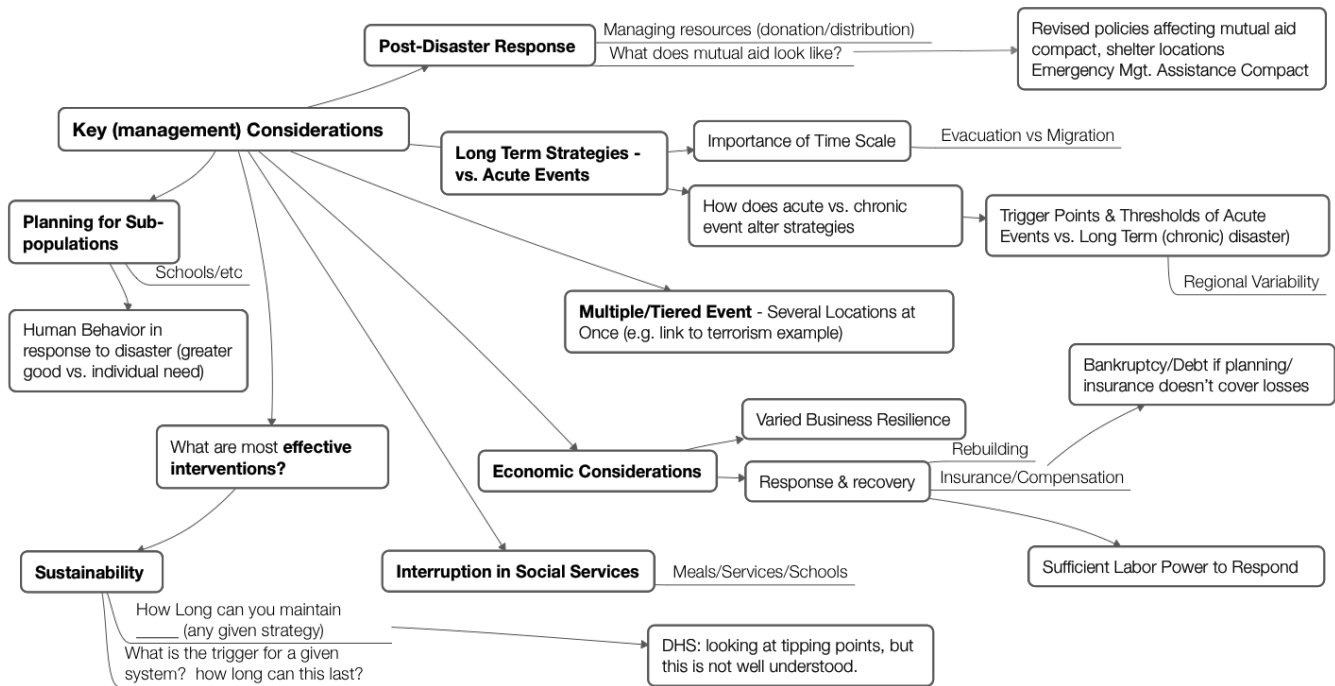 Post-Disaster Response
Managing resources (donation/distribution)
What does mutual aid look like?
Revised policies affecting mutual aid
compact, shelter locations
Emergency Mgt. Assistance Compact
Key (management) Considerations
Long Term Strategies -
vs. Acute Events
Importance of Time Scale
Evacuation vs Migration
How does acute vs. chronic
event alter strategies
Trigger Points & Thresholds of Acute
Events vs. Long Term (chronic) disaster)
Regional Variability
Planning for Sub-
populations
Schools/etc
Human Behavior in
response to disaster (greater
good vs. individual need)
Multiple/Tiered Event - Several Locations at
Once (e.g. link to terrorism example)
Bankruptcy/Debt if planning/
insurance doesn't cover losses
Varied Business Resilience
Economic Considerations
Response & recovery
Rebuilding
Insurance/Compensation
Sufficient Labor Power to Respond
What are most effective
interventions?
Interruption in Social Services
Meals/Services/Schools
Sustainability
How Long can you maintain
_____ (any given strategy)
What is the trigger for a given
system?  how long can this last?
DHS: looking at tipping points, but
this is not well understood.